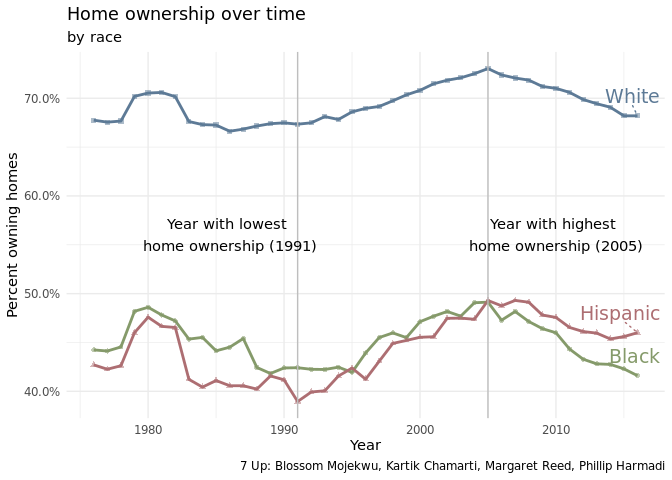 Home ownership over time
by race
Percent owning homes
70.0%
60.0%
50.0%
40.0%
White
Year with lowest
home ownership (1991)
Year with highest
home ownership (2005)
Hispanic
Black
1980
1990
2000
2010
Year
7 Up: Blossom Mojekwu, Kartik Chamarti, Margaret Reed, Phillip Harmadi